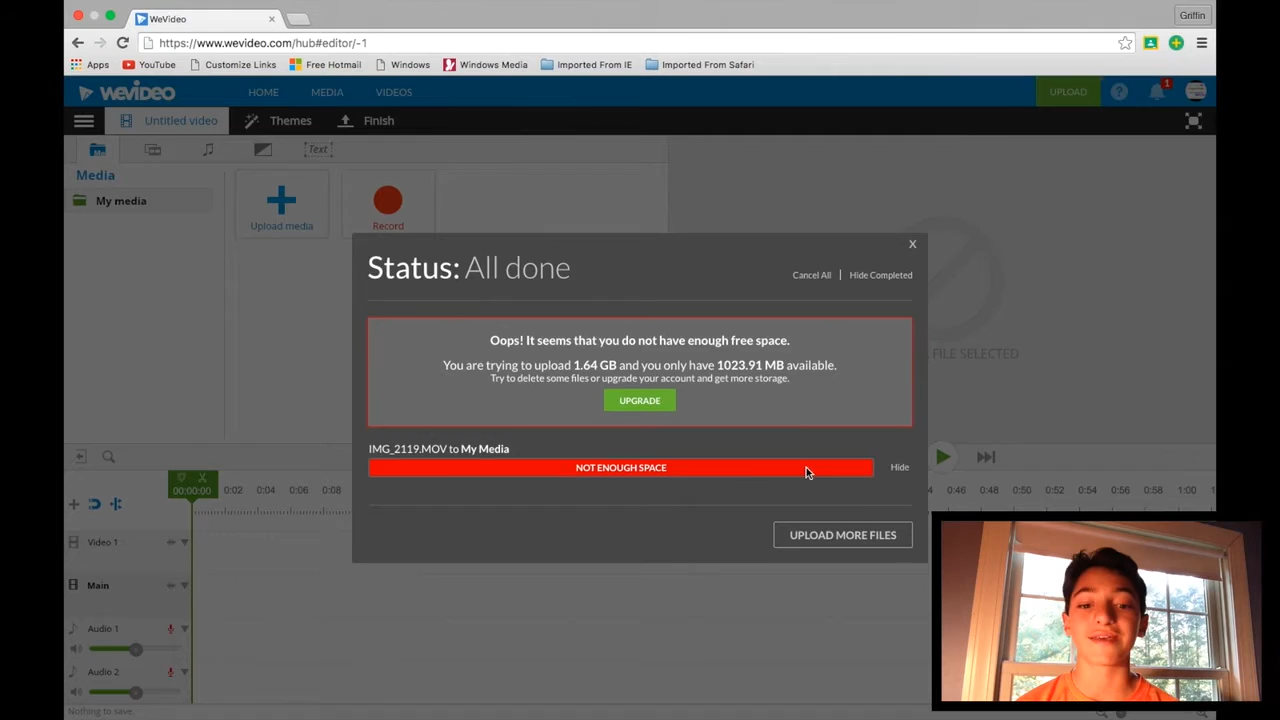 WeVideo
Griffin
https://www.wevideo.com/hub#editor/-1
Apps YouTube Customize Links Free Hotmail Windows Windows Media Imported From IE Imported From Safari
WEVIDEO HOME MEDIA VIDEOS UPLOAD ? 1
Untitled video Themes Finish
Text
Media
My media
Upload media Record
Status: All done
X
Cancel All | Hide Completed
Oops! It seems that you do not have enough free space.
You are trying to upload 1.64 GB and you only have 1023.91 MB available.
Try to delete some files or upgrade your account and get more storage.
UPGRADE
FILE SELECTED
IMG_2119.MOV to My Media
NOT ENOUGH SPACE Hide
00:00:00 0:02 0:04 0:06 0:08 0:46 0:48 0:50 0:52 0:54 0:56 0:58 1:00 1:02
UPLOAD MORE FILES
Video 1
Main
Audio 1
Audio 2
Nothing to save.